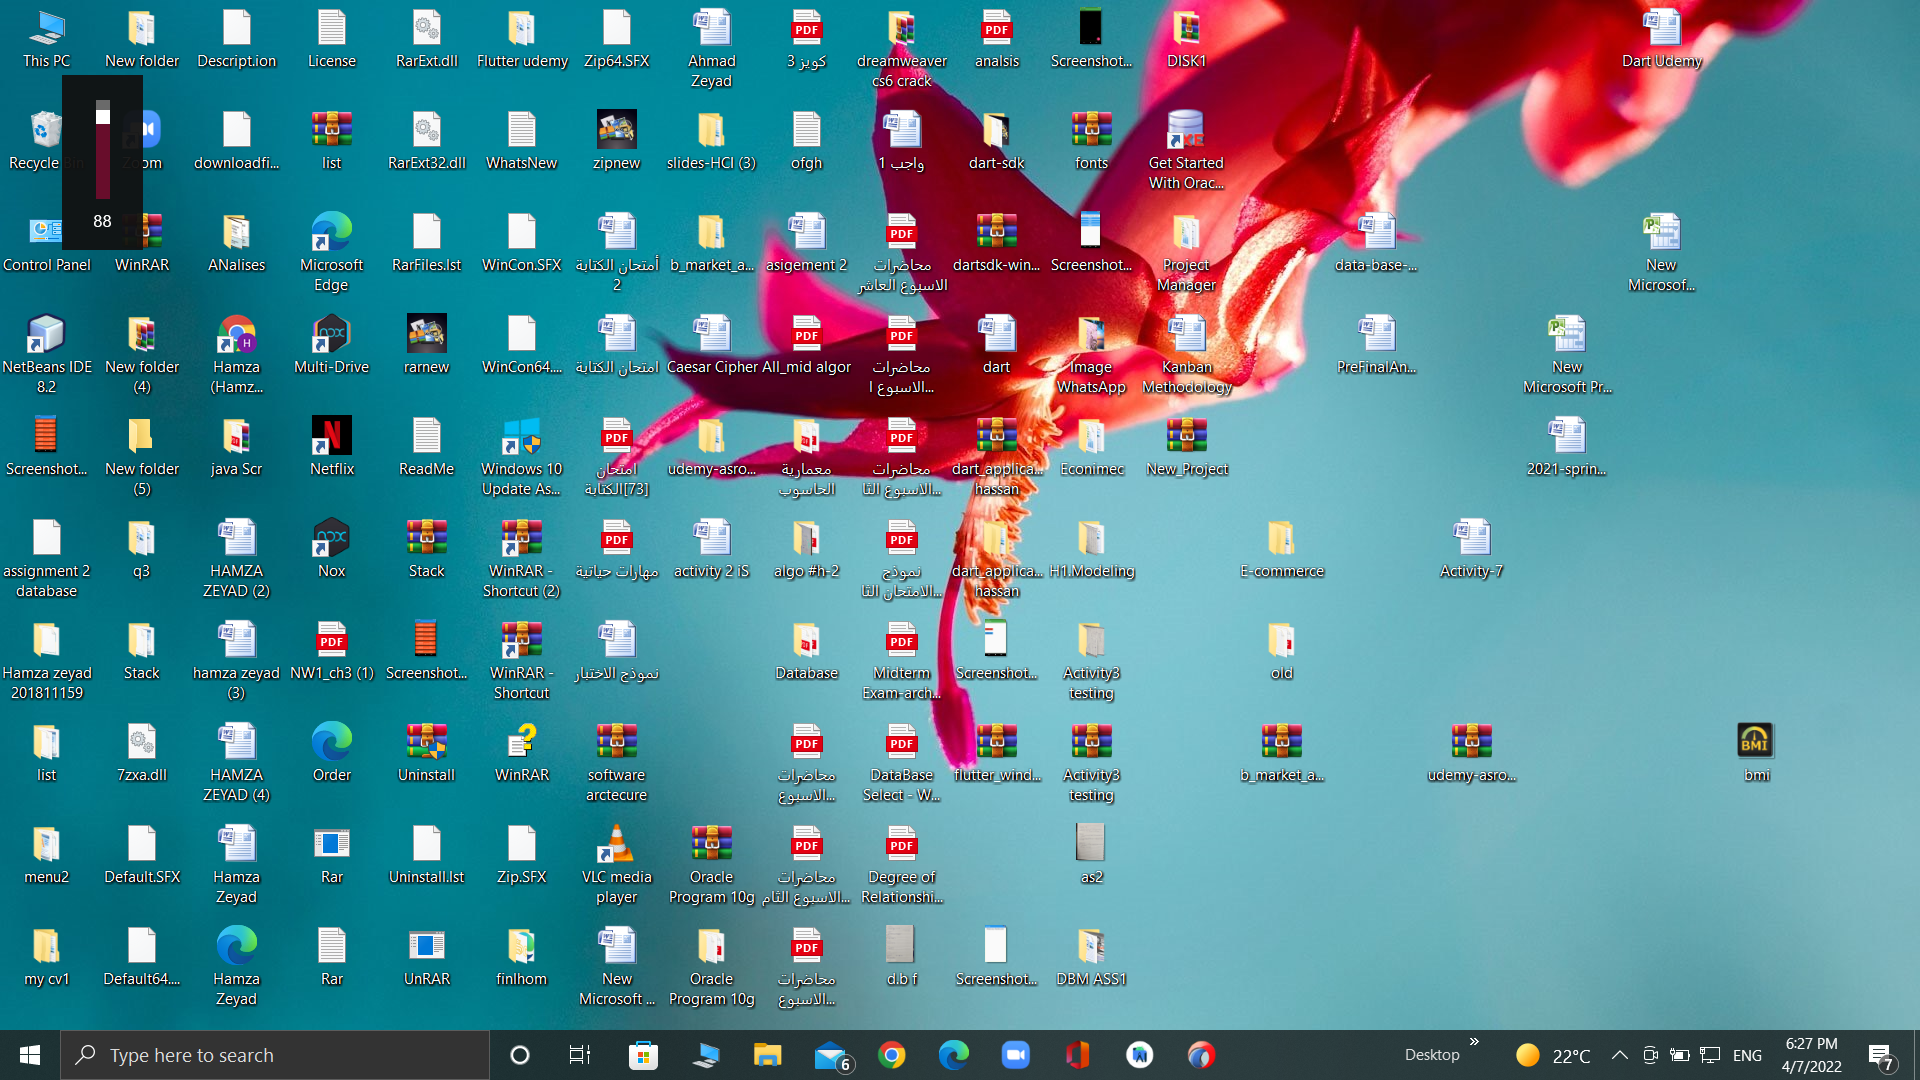 This PC
New folder
Descript.ion
License
RarExt.dll
Flutter udemy
Zip64.SFX
Ahmad
Zeyad
كويز 3
dreamweaver
cs6 crack
analsis
Screenshot...
DISK1
Dart Udemy
Recycle
Zoom
downloadfi...
list
RarExt32.dll
WhatsNew
zipnew
slides-HCI (3)
ofgh
واجب 1
dart-sdk
fonts
Get Started
With Orac...
88
Control Panel
WinRAR
ANalises
Microsoft
Edge
RarFiles.lst
WinCon.SFX
أمتحان الكتابة
2
b_market_a...
asigement 2
محاضرات
الاسبوع العاشر
dartsdk-win...
Screenshot...
Project
Manager
data-base-...
New
Microsof...
NetBeans IDE
8.2
New folder
(4)
Hamza
(Hamz...
Multi-Drive
rarnew
WinCon64....
امتحان الكتابة
Caesar Cipher
All_mid algor
محاضرات
الاسبوع ا...
dart
Image
WhatsApp
Kanban
Methodology
PreFinalAn...
New
Microsoft Pr...
Screenshot...
New folder
(5)
java Scr
Netflix
ReadMe
Windows 10
Update As...
امتحان
الكتابة[73]
udemy-asro...
معمارية
الحاسوب
محاضرات
الاسبوع الثا...
dart_applica...
hassan
Econimec
New_Project
2021-sprin...
assignment 2
database
q3
HAMZA
ZEYAD (2)
Nox
Stack
WinRAR -
Shortcut (2)
مهارات حياتية
activity 2 iS
algo #h-2
نموذج
الامتحان الثا...
dart_applica...
hassan
H1.Modeling
E-commerce
Activity-7
Hamza zeyad
201811159
Stack
hamza zeyad
(3)
NW1_ch3 (1)
Screenshot...
WinRAR -
Shortcut
نموذج الاختبار
Database
Midterm
Exam-arch...
Screenshot...
Activity3
testing
old
list
7zxa.dll
HAMZA
ZEYAD (4)
Order
Uninstall
WinRAR
software
arctecure
محاضرات
الاسبوع...
DataBase
Select - W...
flutter_wind...
Activity3
testing
b_market_a...
udemy-asro...
BMI
bmi
menu2
Default.SFX
Hamza
Zeyad
Rar
Uninstall.lst
Zip.SFX
VLC media
player
Oracle
Program 10g
محاضرات
الاسبوع الثام...
Degree of
Relationshi...
as2
my cv1
Default64....
Hamza
Zeyad
Rar
UnRAR
finlhom
New
Microsoft ...
Oracle
Program 10g
محاضرات
الاسبوع...
d.b f
Screenshot...
DBM ASS1
Type here to search
6
Desktop
22°C
ENG
6:27 PM
4/7/2022
7